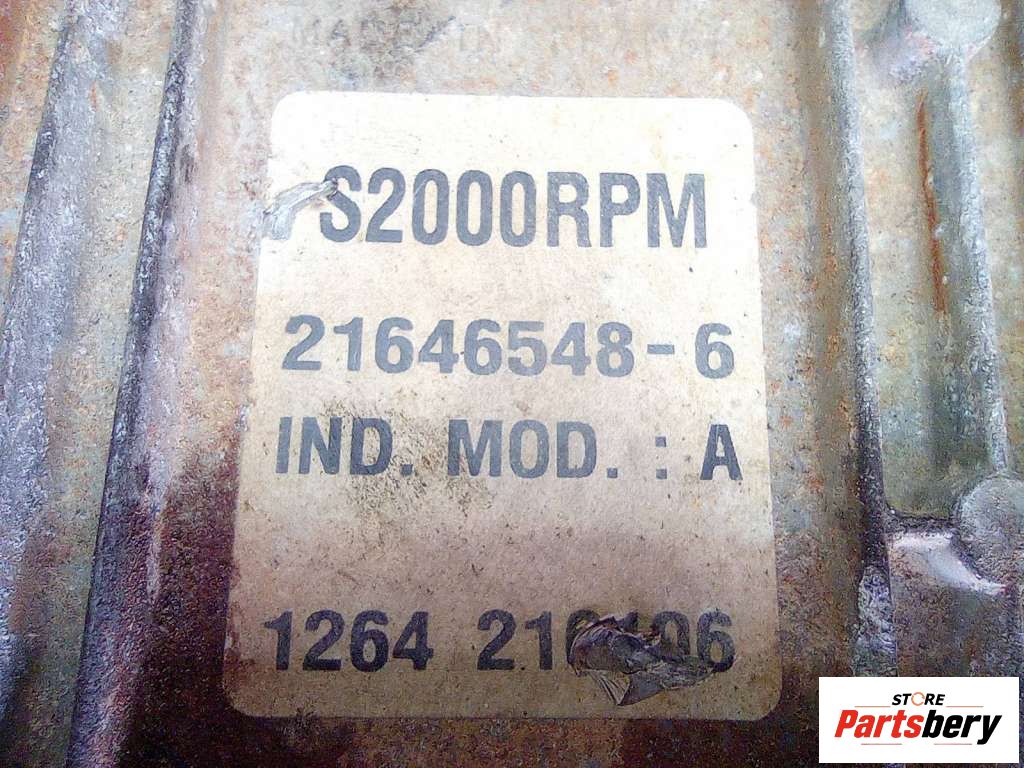 S2000RPM
21646548-6
IND. MOD. : A
1264
STORE
Partsbery